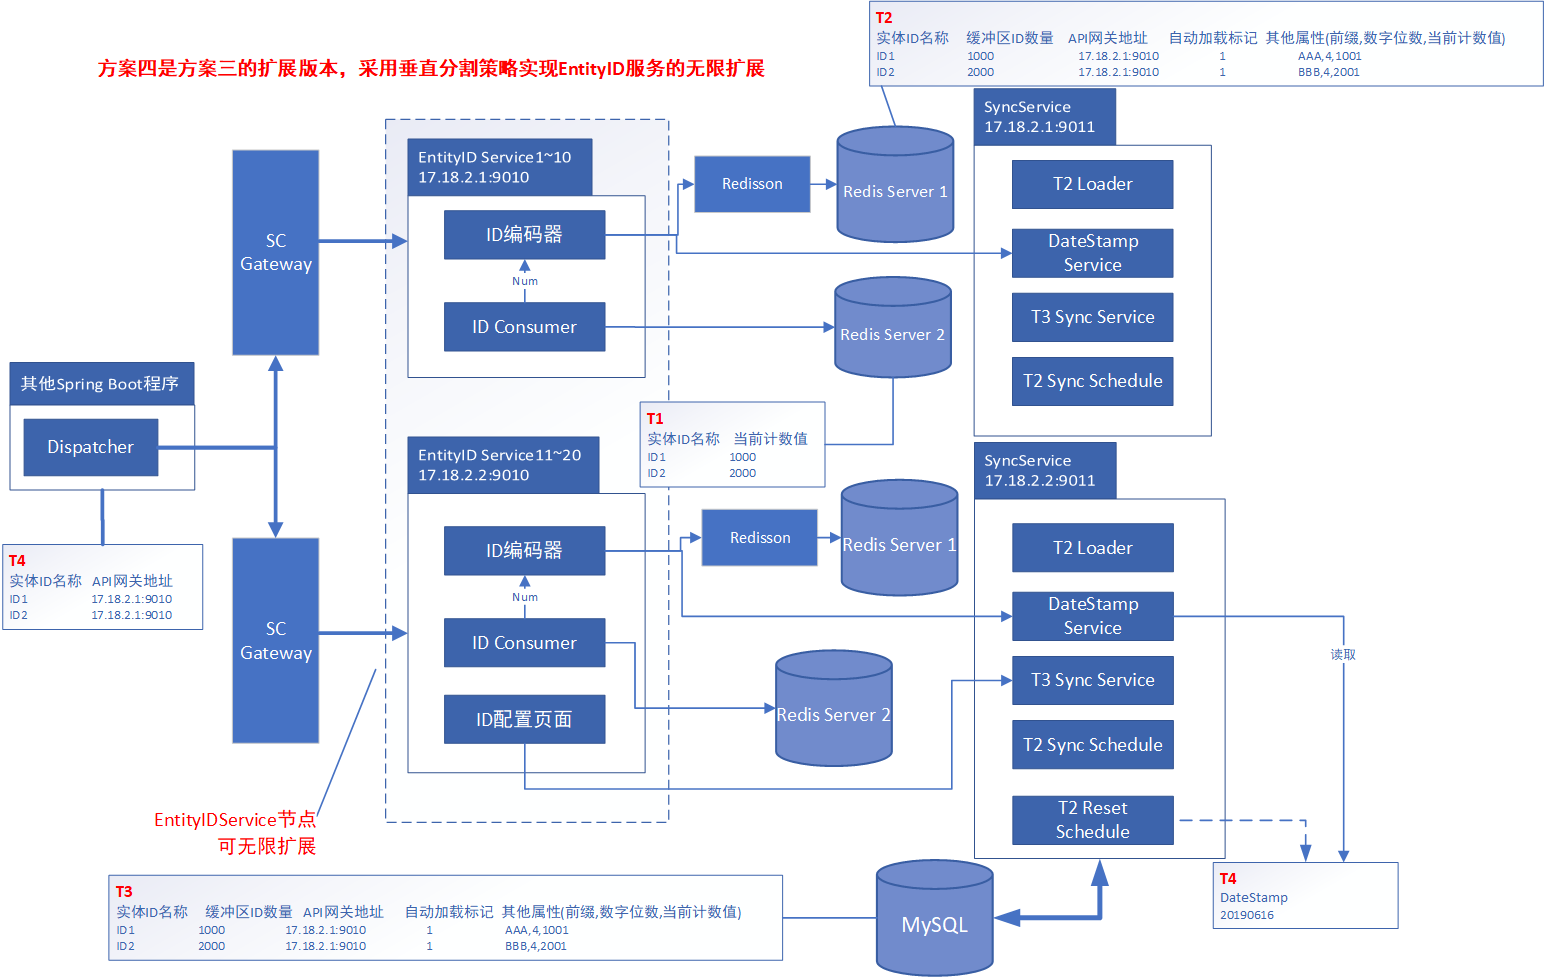 T2
实体ID名称 缓冲区ID数量 API网关地址 自动加载标记 其他属性(前缀,数字位数,当前计数值)
ID1 1000 17.18.2.1:9010 1 AAA,4,1001
ID2 2000 17.18.2.1:9010 1 BBB,4,2001
方案四是方案三的扩展版本，采用垂直分割策略实现EntityID服务的无限扩展
SyncService
17.18.2.1:9011
T2 Loader
DateStamp
Service
T3 Sync Service
T2 Sync Schedule
EntityID Service1~10
17.18.2.1:9010
ID编码器
Num
ID Consumer
Redisson
Redis Server 1
Redis Server 2
SC
Gateway
其他Spring Boot程序
Dispatcher
T1
实体ID名称 当前计数值
ID1 1000
ID2 2000
EntityID Service11~20
17.18.2.2:9010
ID编码器
Num
ID Consumer
ID配置页面
Redisson
Redis Server 1
Redis Server 2
SyncService
17.18.2.2:9011
T2 Loader
DateStamp
Service
T3 Sync Service
T2 Sync Schedule
T2 Reset
Schedule
读取
T4
实体ID名称 API网关地址
ID1 17.18.2.1:9010
ID2 17.18.2.1:9010
SC
Gateway
EntityIDService节点
可无限扩展
T3
实体ID名称 缓冲区ID数量 API网关地址 自动加载标记 其他属性(前缀,数字位数,当前计数值)
ID1 1000 17.18.2.1:9010 1 AAA,4,1001
ID2 2000 17.18.2.1:9010 1 BBB,4,2001
MySQL
T4
DateStamp
20190616